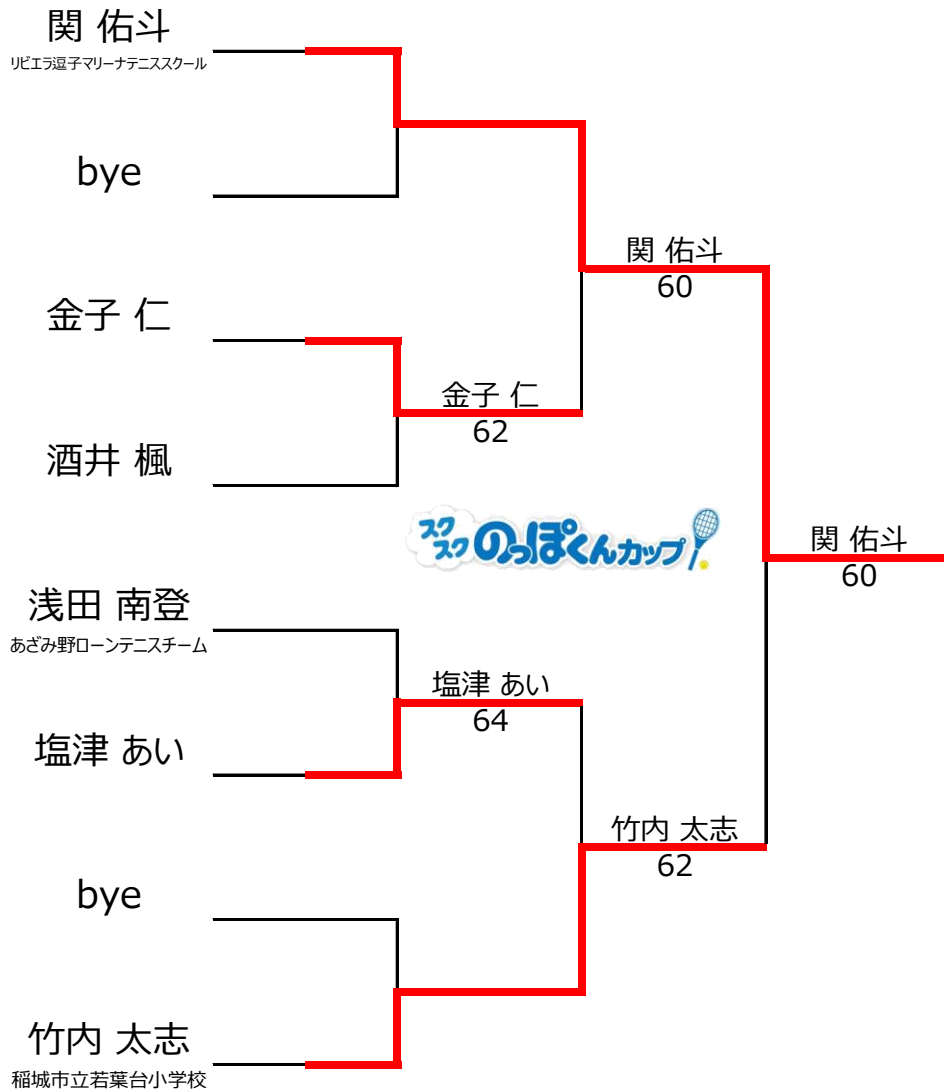 関 佑斗
リビエラ逗子マリーナテニススクール
bye
関 佑斗
60
金子 仁
金子 仁
62
酒井 楓
スク
スク のっぽくんカップ
関 佑斗
60
浅田 南登
あざみ野ローンテニスチーム
塩津 あい
64
塩津 あい
竹内 太志
62
bye
竹内 太志
稲城市立若葉台小学校